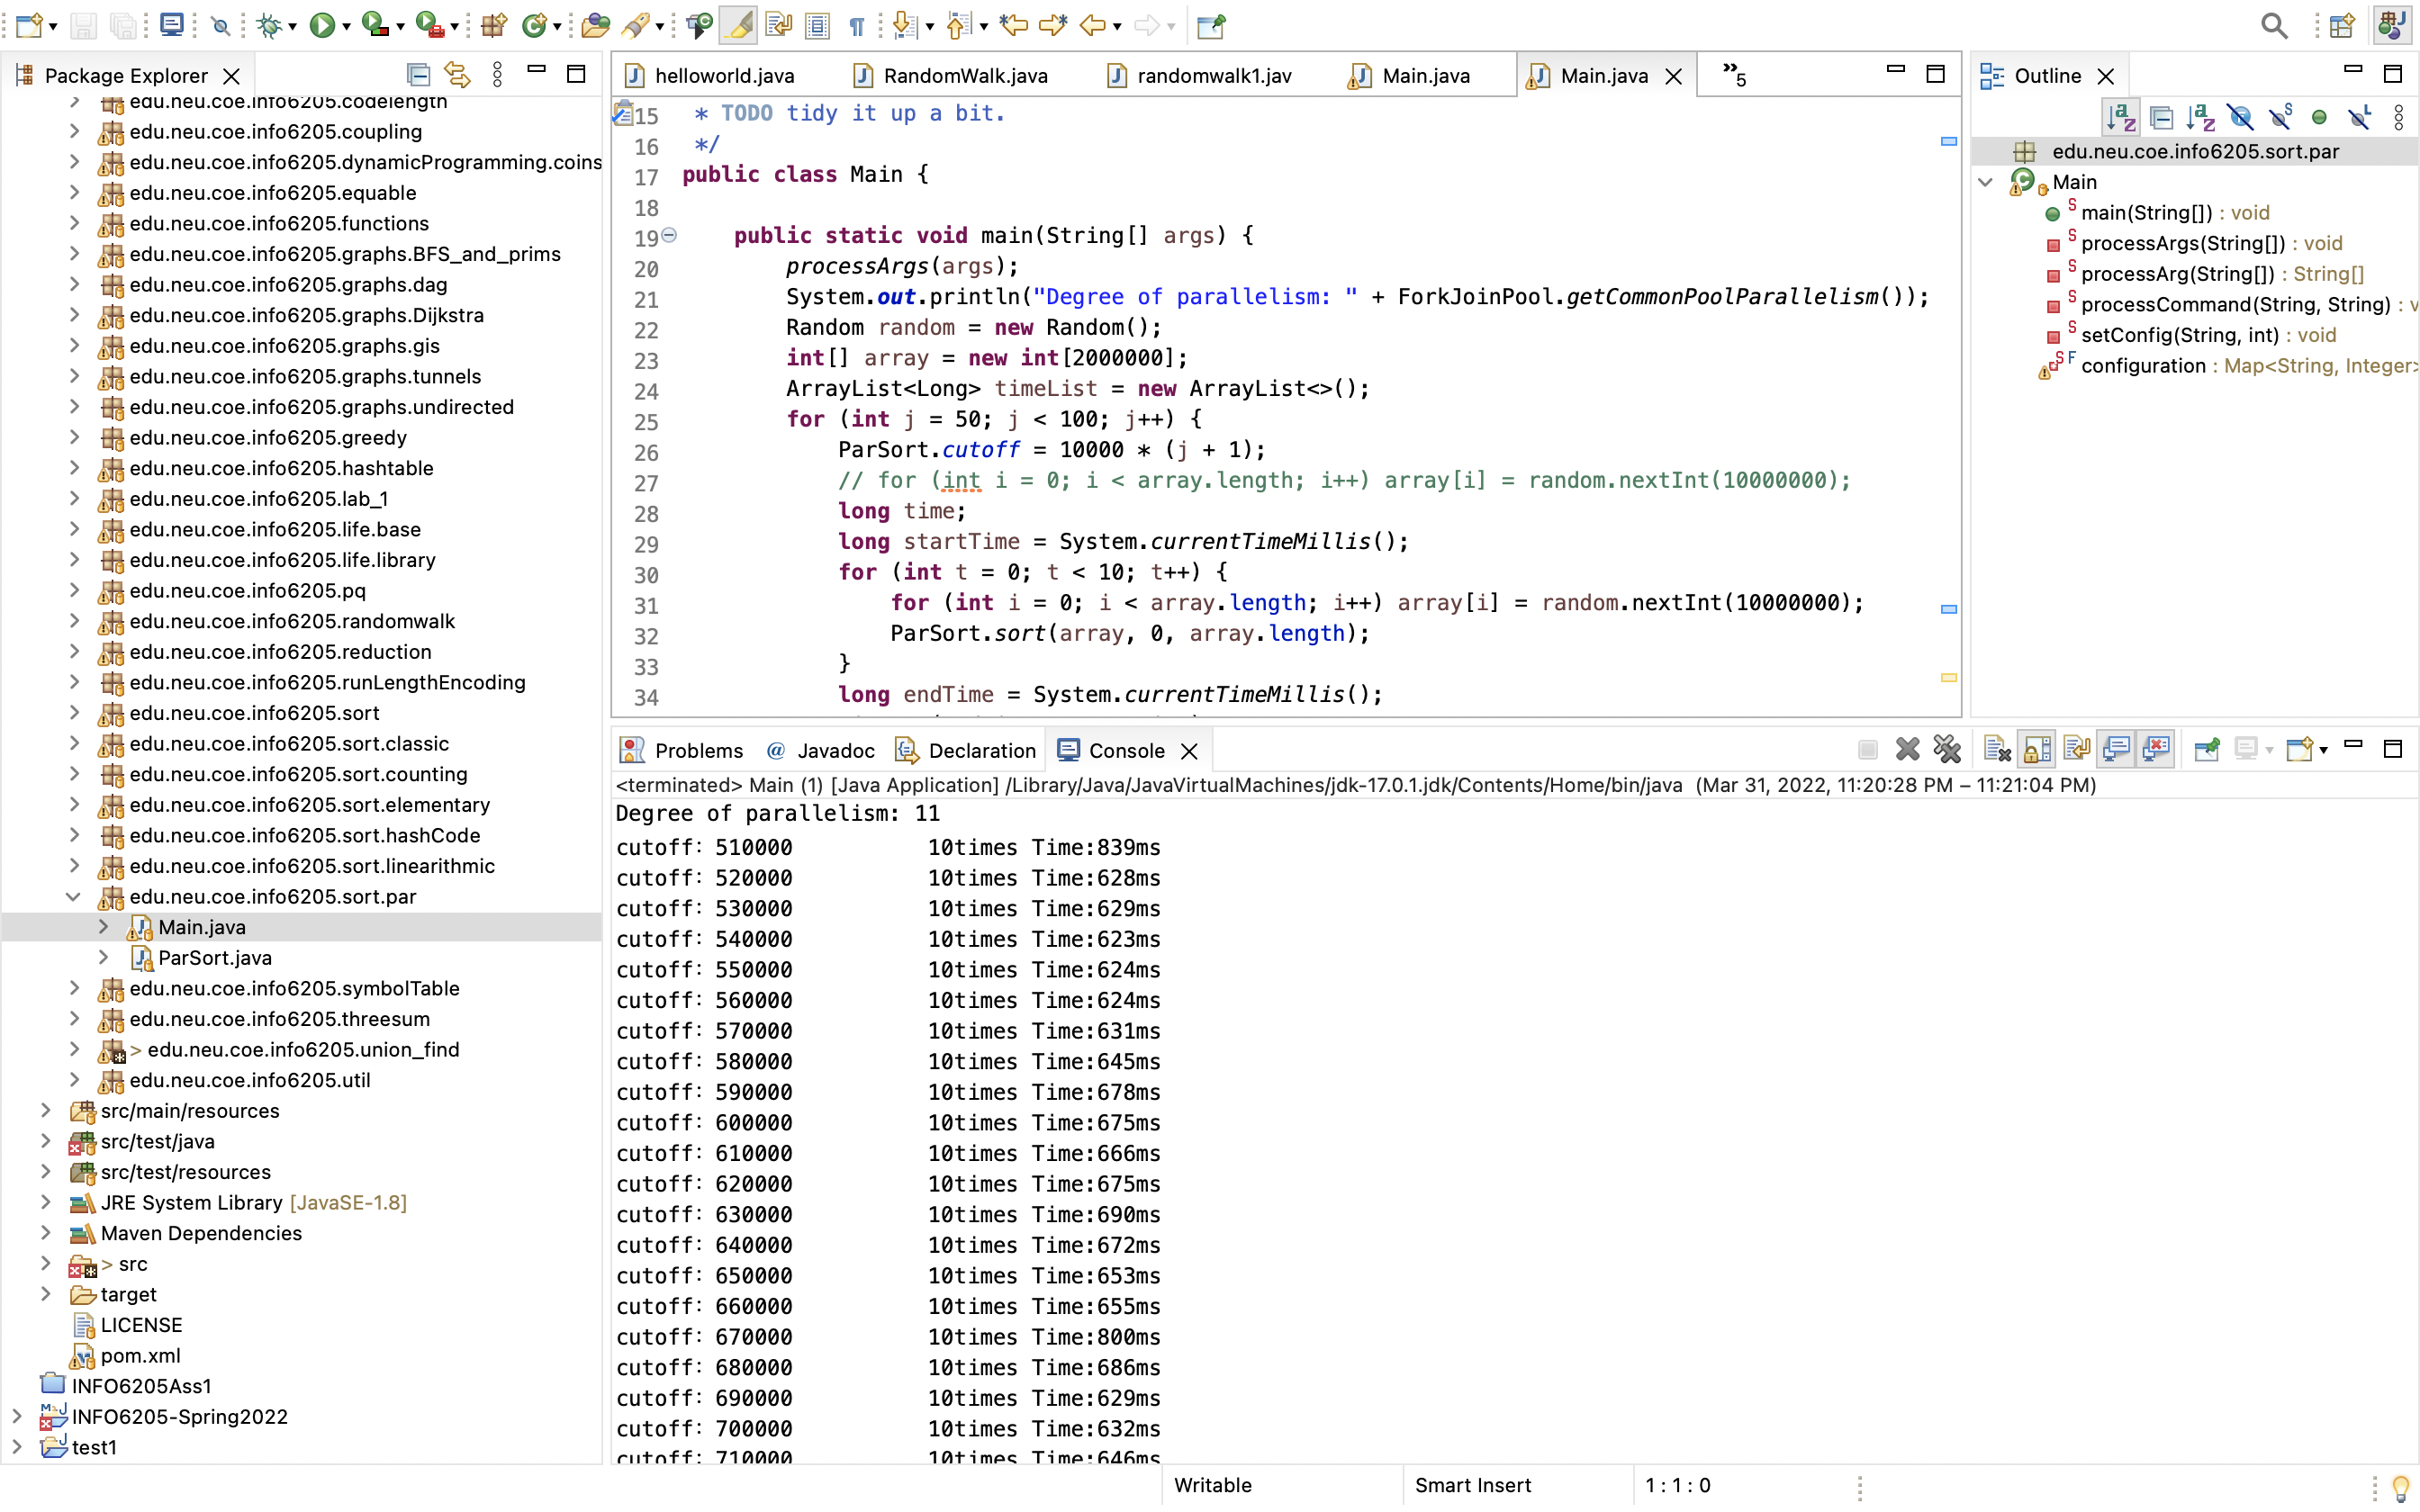 Package Explorer
edu.neu.coe.info6205.codelength
edu.neu.coe.info6205.coupling
edu.neu.coe.info6205.dynamicProgramming.coins
edu.neu.coe.info6205.equable
edu.neu.coe.info6205.functions
edu.neu.coe.info6205.graphs.BFS_and_prims
edu.neu.coe.info6205.graphs.dag
edu.neu.coe.info6205.graphs.Dijkstra
edu.neu.coe.info6205.graphs.gis
edu.neu.coe.info6205.graphs.tunnels
edu.neu.coe.info6205.graphs.undirected
edu.neu.coe.info6205.greedy
edu.neu.coe.info6205.hashtable
edu.neu.coe.info6205.lab_1
edu.neu.coe.info6205.life.base
edu.neu.coe.info6205.life.library
edu.neu.coe.info6205.pq
edu.neu.coe.info6205.randomwalk
edu.neu.coe.info6205.reduction
edu.neu.coe.info6205.runLengthEncoding
edu.neu.coe.info6205.sort
edu.neu.coe.info6205.sort.classic
edu.neu.coe.info6205.sort.counting
edu.neu.coe.info6205.sort.elementary
edu.neu.coe.info6205.sort.hashCode
edu.neu.coe.info6205.sort.linearithmic
edu.neu.coe.info6205.sort.par
Main.java
ParSort.java
edu.neu.coe.info6205.symbolTable
edu.neu.coe.info6205.threesum
> edu.neu.coe.info6205.union_find
edu.neu.coe.info6205.util
src/main/resources
src/test/java
src/test/resources
JRE System Library [JavaSE-1.8]
Maven Dependencies
> src
target
LICENSE
pom.xml
INFO6205Ass1
INFO6205-Spring2022
test1
helloworld.java RandomWalk.java randomwalk1.jav Main.java Main.java »5
15 * TODO tidy it up a bit.
16 */
17 public class Main {
18
19 public static void main(String[] args) {
20 processArgs(args);
21 System.out.println("Degree of parallelism: " + ForkJoinPool.getCommonPoolParallelism());
22 Random random = new Random();
23 int[] array = new int[2000000];
24 ArrayList<Long> timeList = new ArrayList<>();
25 for (int j = 50; j < 100; j++) {
26 ParSort.cutoff = 10000 * (j + 1);
27 // for (int i = 0; i < array.length; i++) array[i] = random.nextInt(10000000);
28 long time;
29 long startTime = System.currentTimeMillis();
30 for (int t = 0; t < 10; t++) {
31 for (int i = 0; i < array.length; i++) array[i] = random.nextInt(10000000);
32 ParSort.sort(array, 0, array.length);
33 }
34 long endTime = System.currentTimeMillis();
Outline
edu.neu.coe.info6205.sort.par
Main
main(String[]) : void
processArgs(String[]) : void
processArg(String[]) : String[]
processCommand(String, String) : v
setConfig(String, int) : void
configuration : Map<String, Integer>
Problems Javadoc Declaration Console
<terminated> Main (1) [Java Application] /Library/Java/JavaVirtualMachines/jdk-17.0.1.jdk/Contents/Home/bin/java (Mar 31, 2022, 11:20:28 PM – 11:21:04 PM)
Degree of parallelism: 11
cutoff: 510000 10times Time:839ms
cutoff: 520000 10times Time:628ms
cutoff: 530000 10times Time:629ms
cutoff: 540000 10times Time:623ms
cutoff: 550000 10times Time:624ms
cutoff: 560000 10times Time:624ms
cutoff: 570000 10times Time:631ms
cutoff: 580000 10times Time:645ms
cutoff: 590000 10times Time:678ms
cutoff: 600000 10times Time:675ms
cutoff: 610000 10times Time:666ms
cutoff: 620000 10times Time:675ms
cutoff: 630000 10times Time:690ms
cutoff: 640000 10times Time:672ms
cutoff: 650000 10times Time:653ms
cutoff: 660000 10times Time:655ms
cutoff: 670000 10times Time:800ms
cutoff: 680000 10times Time:686ms
cutoff: 690000 10times Time:629ms
cutoff: 700000 10times Time:632ms
cutoff: 710000 10times Time:646ms
Writable Smart Insert 1 : 1 : 0